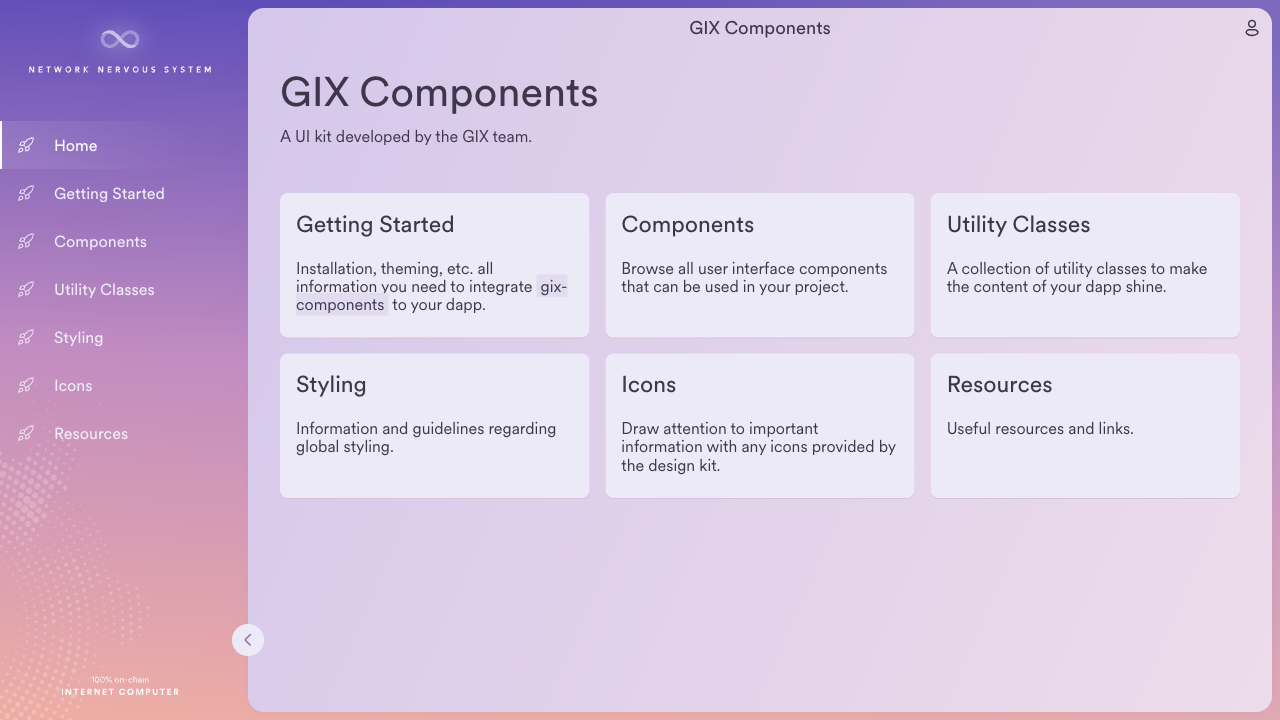 NETWORK NERVOUS SYSTEM
Home
Getting Started
Components
Utility Classes
Styling
Icons
Resources
100% on-chain
INTERNET COMPUTER
GIX Components
GIX Components
A UI kit developed by the GIX team.
Getting Started
Installation, theming, etc. all
information you need to integrate gix-
components to your dapp.
Components
Browse all user interface components
that can be used in your project.
Utility Classes
A collection of utility classes to make
the content of your dapp shine.
Styling
Information and guidelines regarding
global styling.
Icons
Draw attention to important
information with any icons provided by
the design kit.
Resources
Useful resources and links.